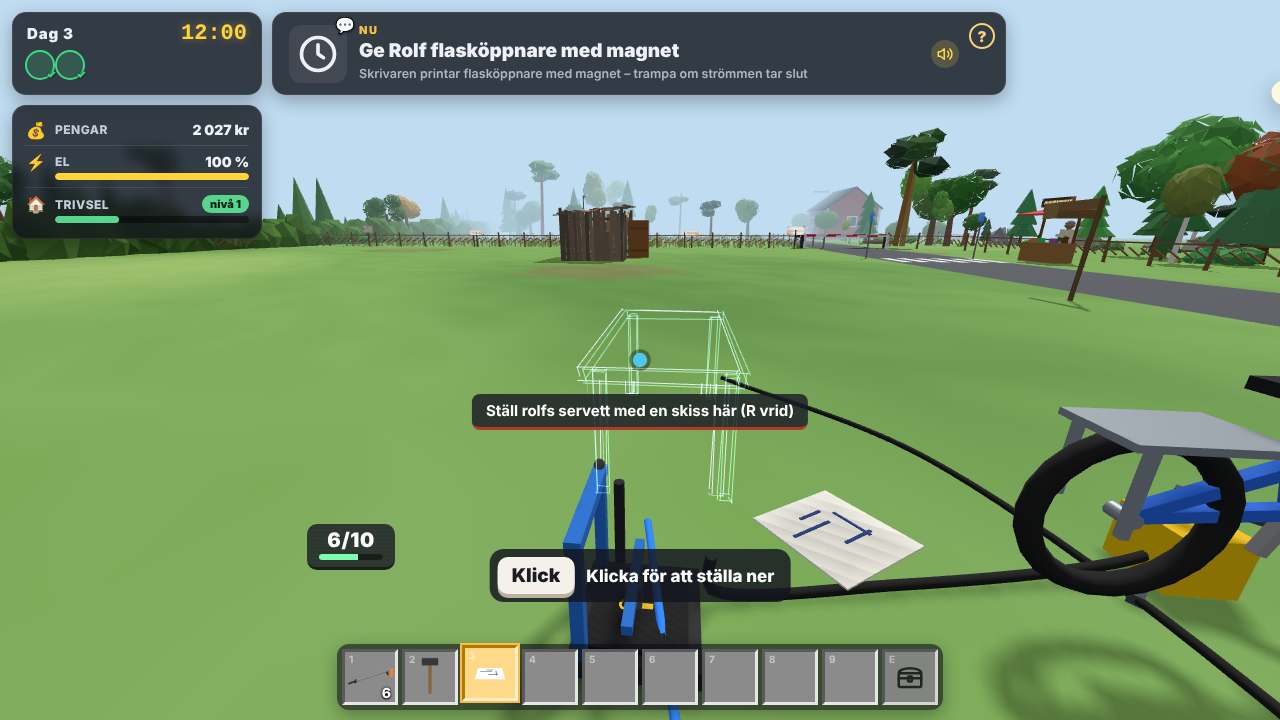 Dag 3
12:00
NU
Ge Rolf flasköppnare med magnet
Skrivaren printar flasköppnare med magnet – trampa om strömmen tar slut
?
PENGAR
2 027 kr
EL
100 %
TRIVSEL
nivå 1
Ställ rolfs servett med en skiss här (R vrid)
6/10
Klick
Klicka för att ställa ner
1
6
2
3
4
5
6
7
8
9
E